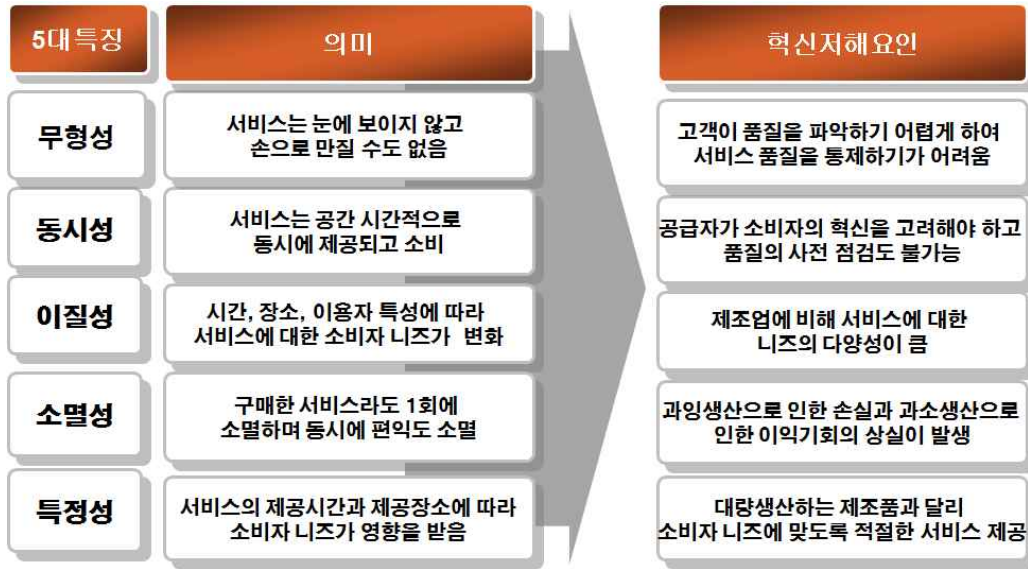 5대특징
의미
혁신저해요인
무형성
서비스는 눈에 보이지 않고
손으로 만질 수도 없음
고객이 품질을 파악하기 어렵게 하여
서비스 품질을 통제하기가 어려움
동시성
서비스는 공간 시간적으로
동시에 제공되고 소비
공급자가 소비자의 혁신을 고려해야 하고
품질의 사전 점검도 불가능
이질성
시간, 장소, 이용자 특성에 따라
서비스에 대한 소비자 니즈가 변화
제조업에 비해 서비스에 대한
니즈의 다양성이 큼
소멸성
구매한 서비스라도 1회에
소멸하며 동시에 편익도 소멸
과잉생산으로 인한 손실과 과소생산으로
인한 이익기회의 상실이 발생
특정성
서비스의 제공시간과 제공장소에 따라
소비자 니즈가 영향을 받음
대량생산하는 제조품과 달리
소비자 니즈에 맞도록 적절한 서비스 제공